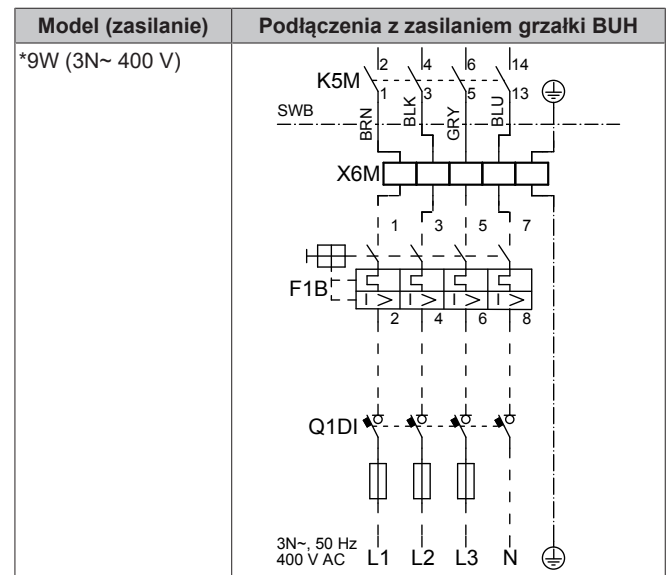 Model (zasilanie) Podłączenia z zasilaniem grzałki BUH
*9W (3N~ 400 V)
2 4 6 14
K5M
1 3 5 13
SWB
BRN BLK GRY BLU
X6M
1 3 5 7
F1B
I > I > I > I >
2 4 6 8
Q1DI
3N~, 50 Hz
400 V AC L1 L2 L3 N